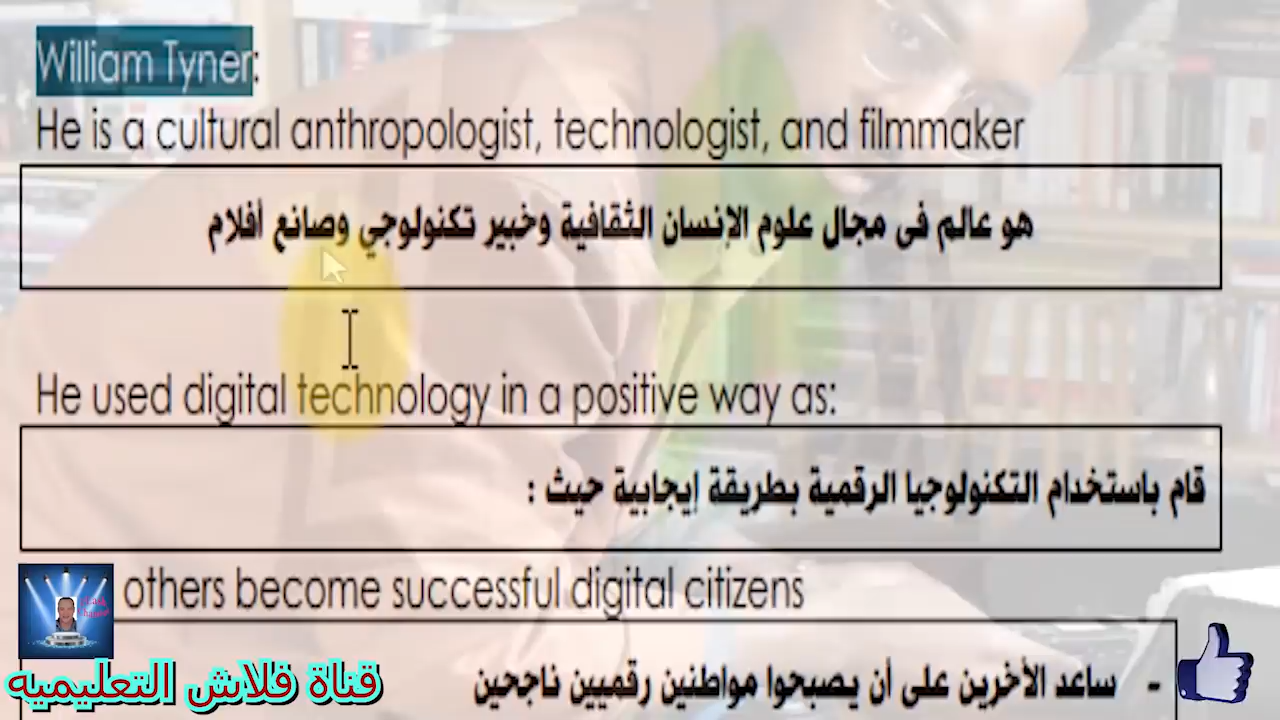 William Tyner:
He is a cultural anthropologist, technologist, and filmmaker
هو عالم فى مجال علوم الإنسان الثقافية وخبير تكنولوجي وصانع أفلام
He used digital technology in a positive way as:
قام باستخدام التكنولوجيا الرقمية بطريقة إيجابية حيث :
others become successful digital citizens
- ساعد الأخرين على أن يصبحوا مواطنين رقميين ناجحين
قناة فلاش التعليميه